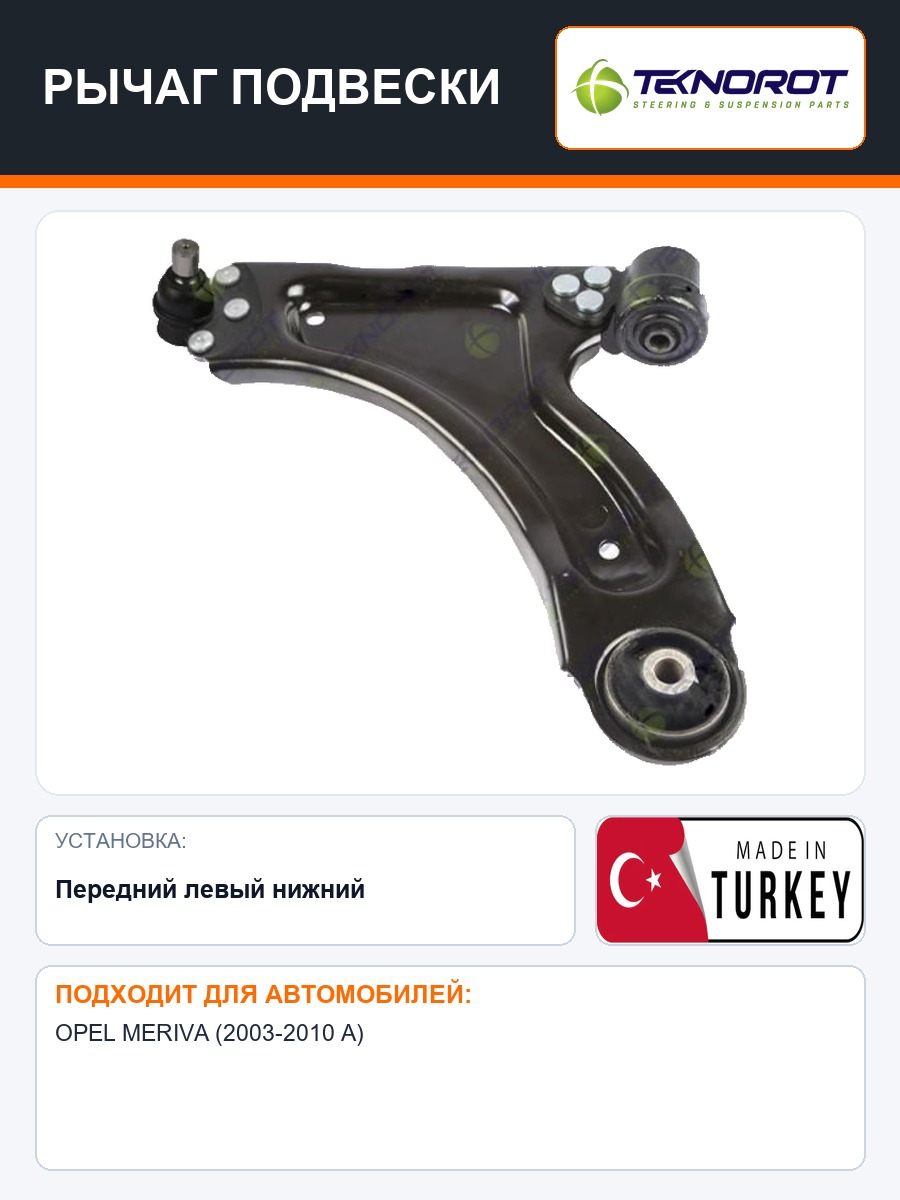 РЫЧАГ ПОДВЕСКИ
TEKNOROT
STEERING & SUSPENSION PARTS
УСТАНОВКА:
Передний левый нижний
MADE IN
TURKEY
ПОДХОДИТ ДЛЯ АВТОМОБИЛЕЙ:
OPEL MERIVA (2003-2010 A)